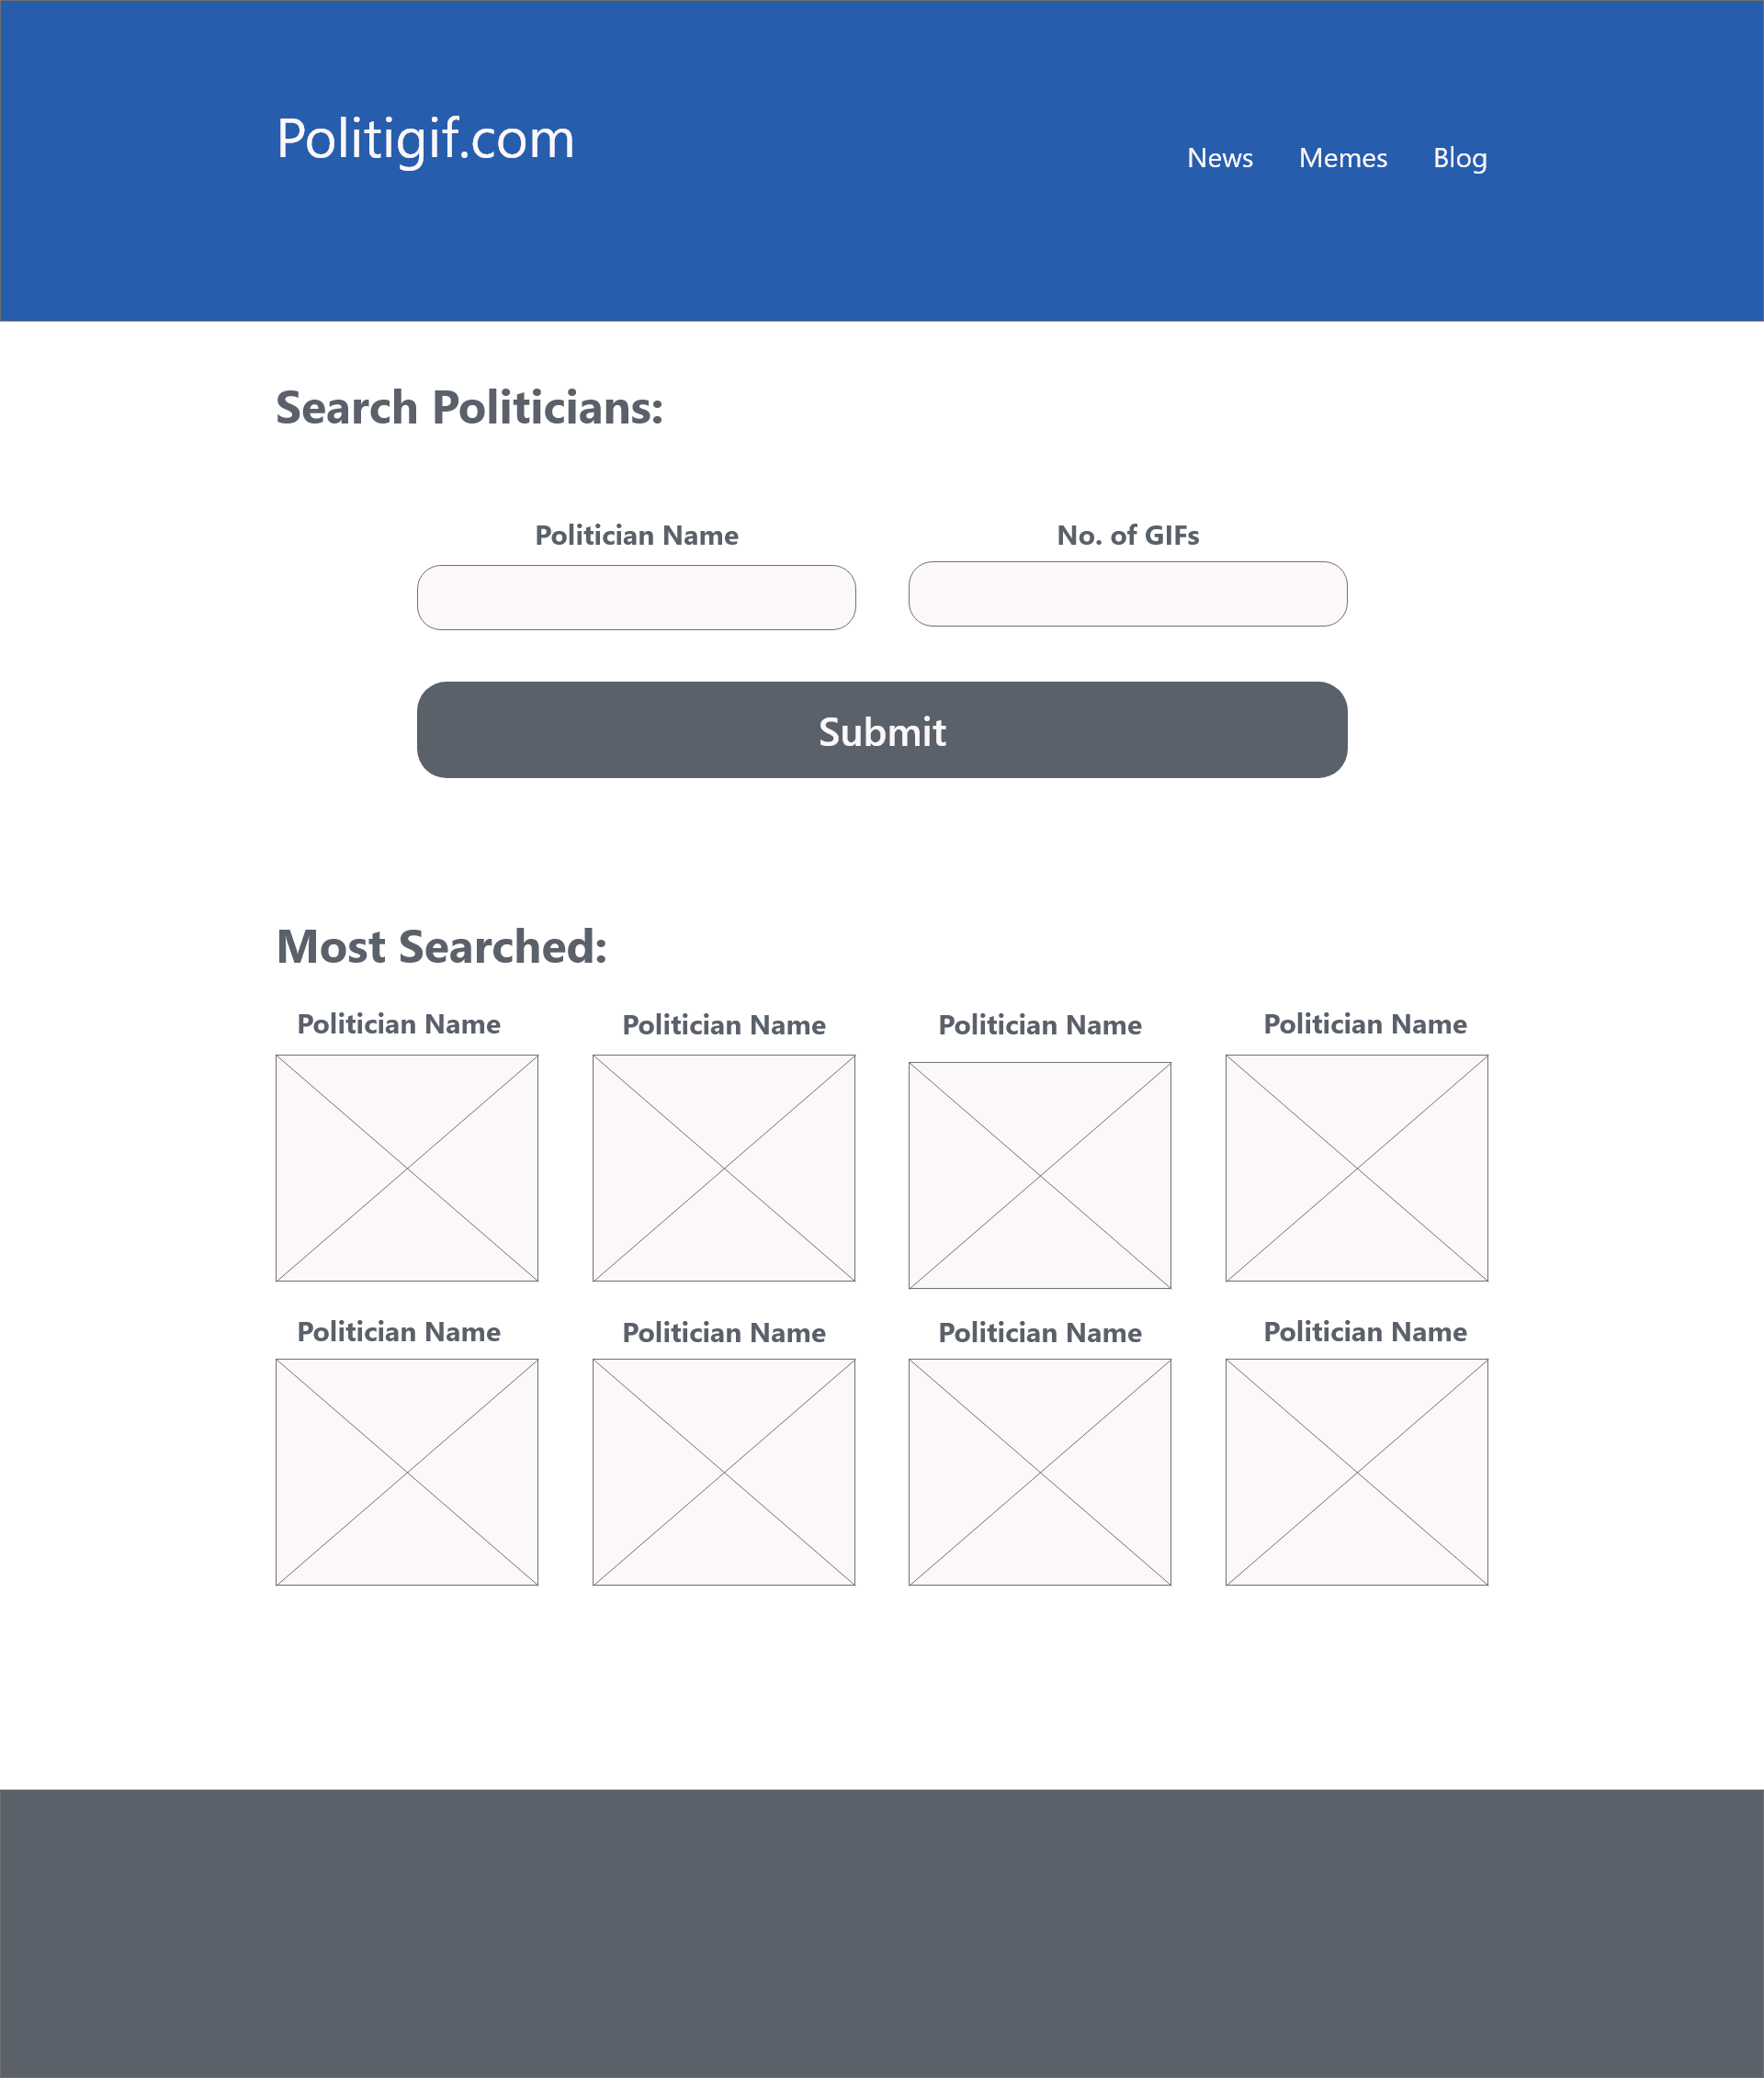 Politigif.com
News Memes Blog
Search Politicians:
Politician Name No. of GIFs
Submit
Most Searched:
Politician Name Politician Name Politician Name Politician Name
Politician Name Politician Name Politician Name Politician Name